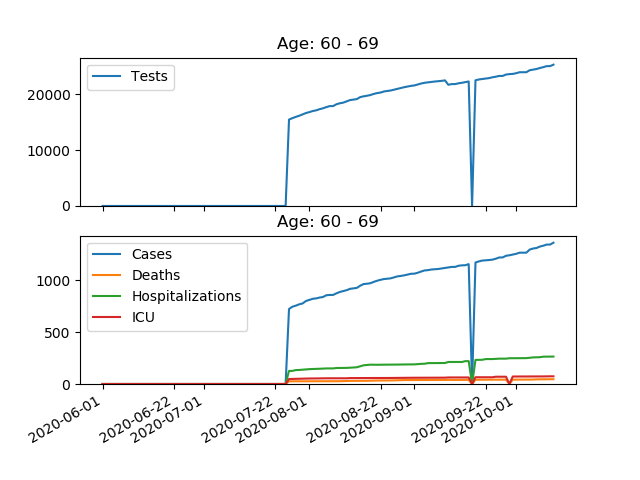 Age: 60 - 69
Tests
20000
10000
0
Age: 60 - 69
Cases
Deaths
Hospitalizations
ICU
1000
500
0
2020-06-01
2020-06-22
2020-07-01
2020-07-22
2020-08-01
2020-08-22
2020-09-01
2020-09-22
2020-10-01